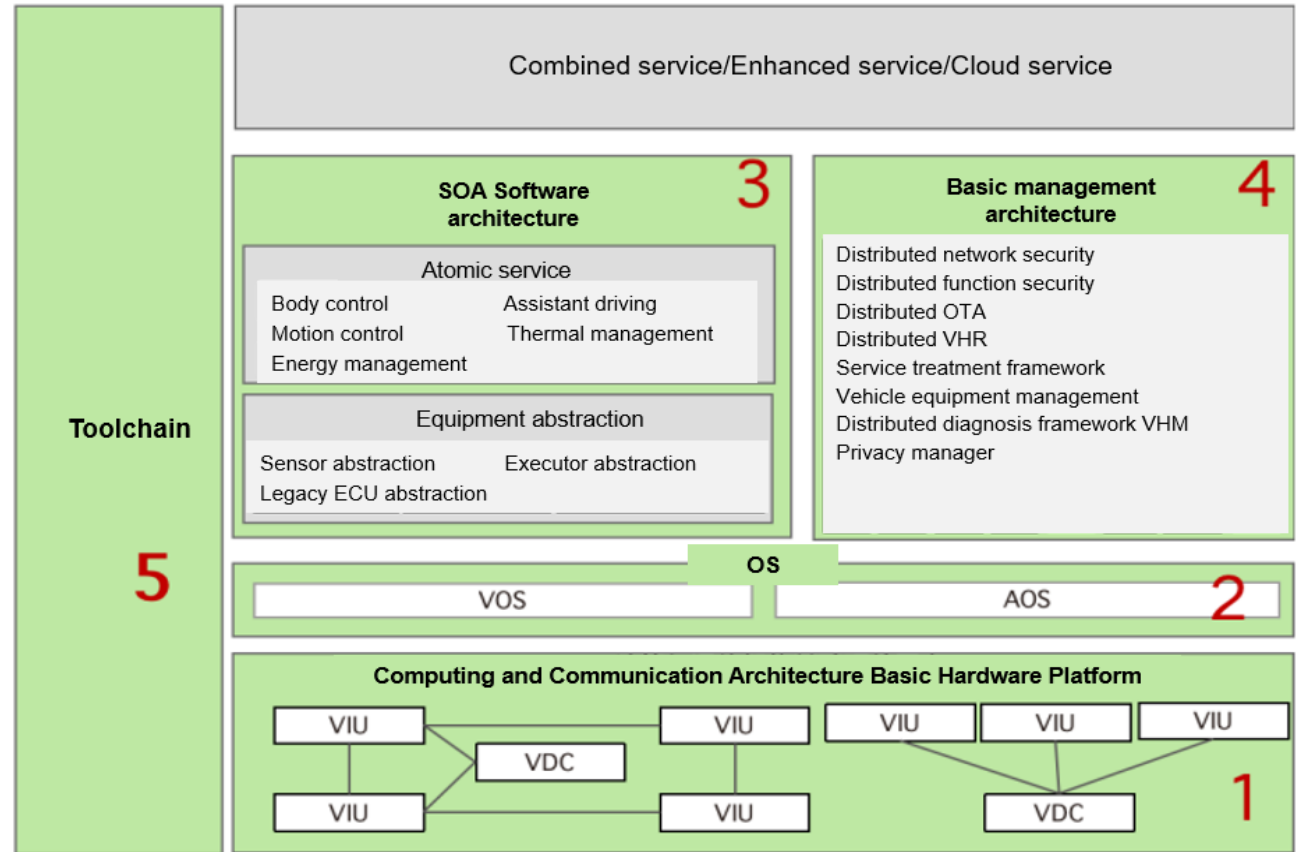 Combined service/Enhanced service/Cloud service
Toolchain
5
SOA Software
architecture
3
Atomic service
Body control Assistant driving
Motion control Thermal management
Energy management
Equipment abstraction
Sensor abstraction Executor abstraction
Legacy ECU abstraction
Basic management
architecture
4
Distributed network security
Distributed function security
Distributed OTA
Distributed VHR
Service treatment framework
Vehicle equipment management
Distributed diagnosis framework VHM
Privacy manager
OS
VOS
AOS
2
Computing and Communication Architecture Basic Hardware Platform
VIU
VIU
VDC
VIU
VIU
VIU
VIU
VIU
VDC
1